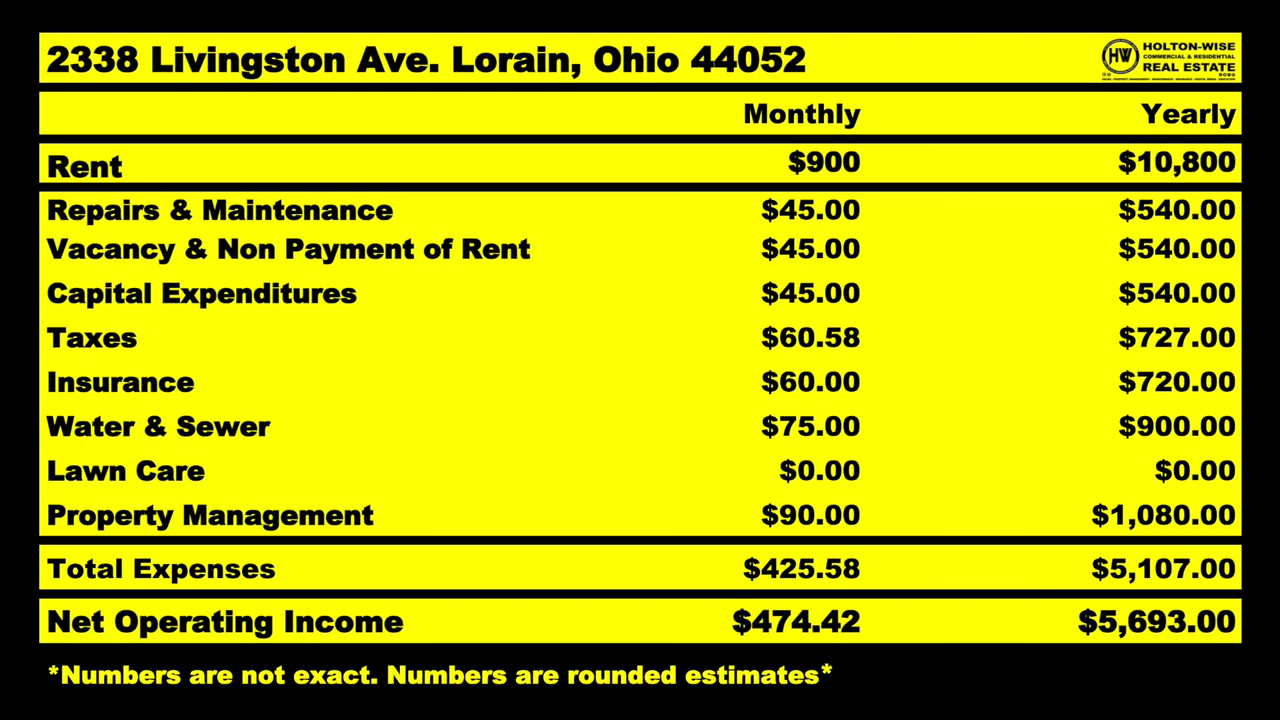 2338 Livingston Ave. Lorain, Ohio 44052
HW
HOLTON-WISE
COMMERCIAL & RESIDENTIAL
REAL ESTATE
Monthly Yearly
Rent $900 $10,800
Repairs & Maintenance $45.00 $540.00
Vacancy & Non Payment of Rent $45.00 $540.00
Capital Expenditures $45.00 $540.00
Taxes $60.58 $727.00
Insurance $60.00 $720.00
Water & Sewer $75.00 $900.00
Lawn Care $0.00 $0.00
Property Management $90.00 $1,080.00
Total Expenses $425.58 $5,107.00
Net Operating Income $474.42 $5,693.00
*Numbers are not exact. Numbers are rounded estimates*